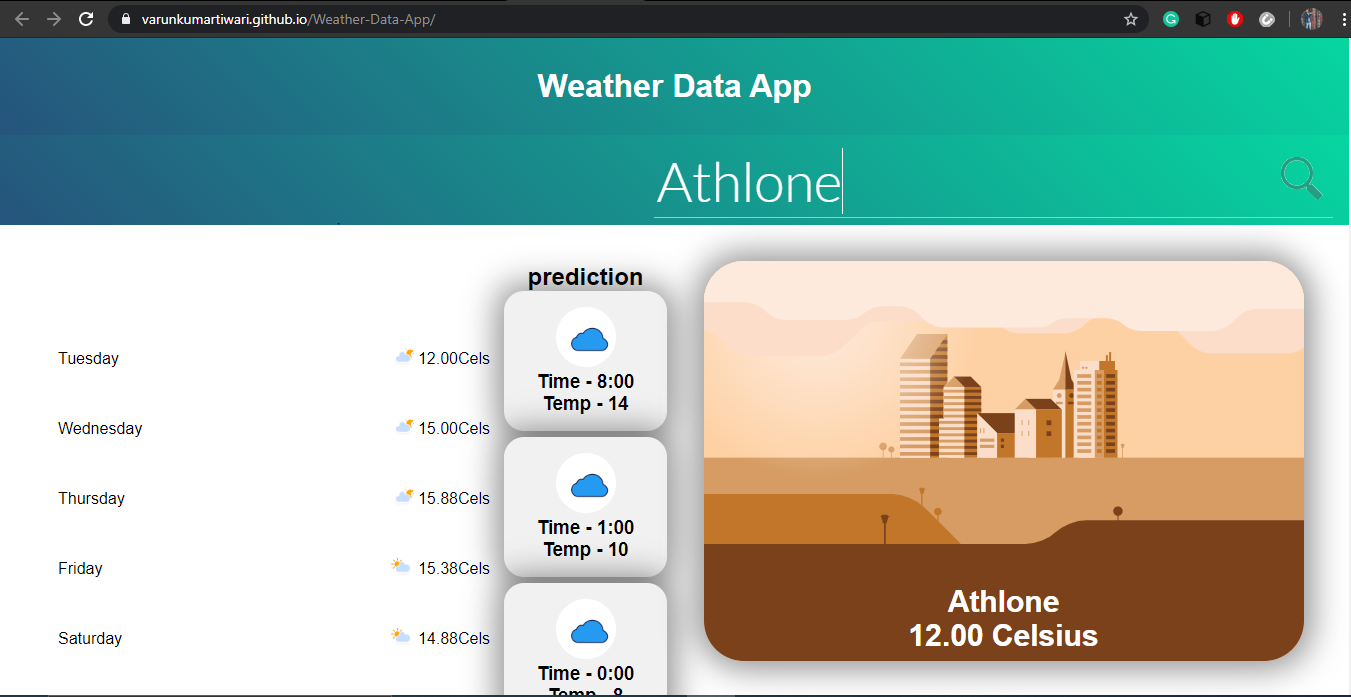 varunkumartiwari.github.io/Weather-Data-App/
Weather Data App
Athlone
prediction
Tuesday 12.00Cels
Wednesday 15.00Cels
Thursday 15.88Cels
Friday 15.38Cels
Saturday 14.88Cels
Time - 8:00
Temp - 14
Time - 1:00
Temp - 10
Time - 0:00
Temp - 8
Athlone
12.00 Celsius